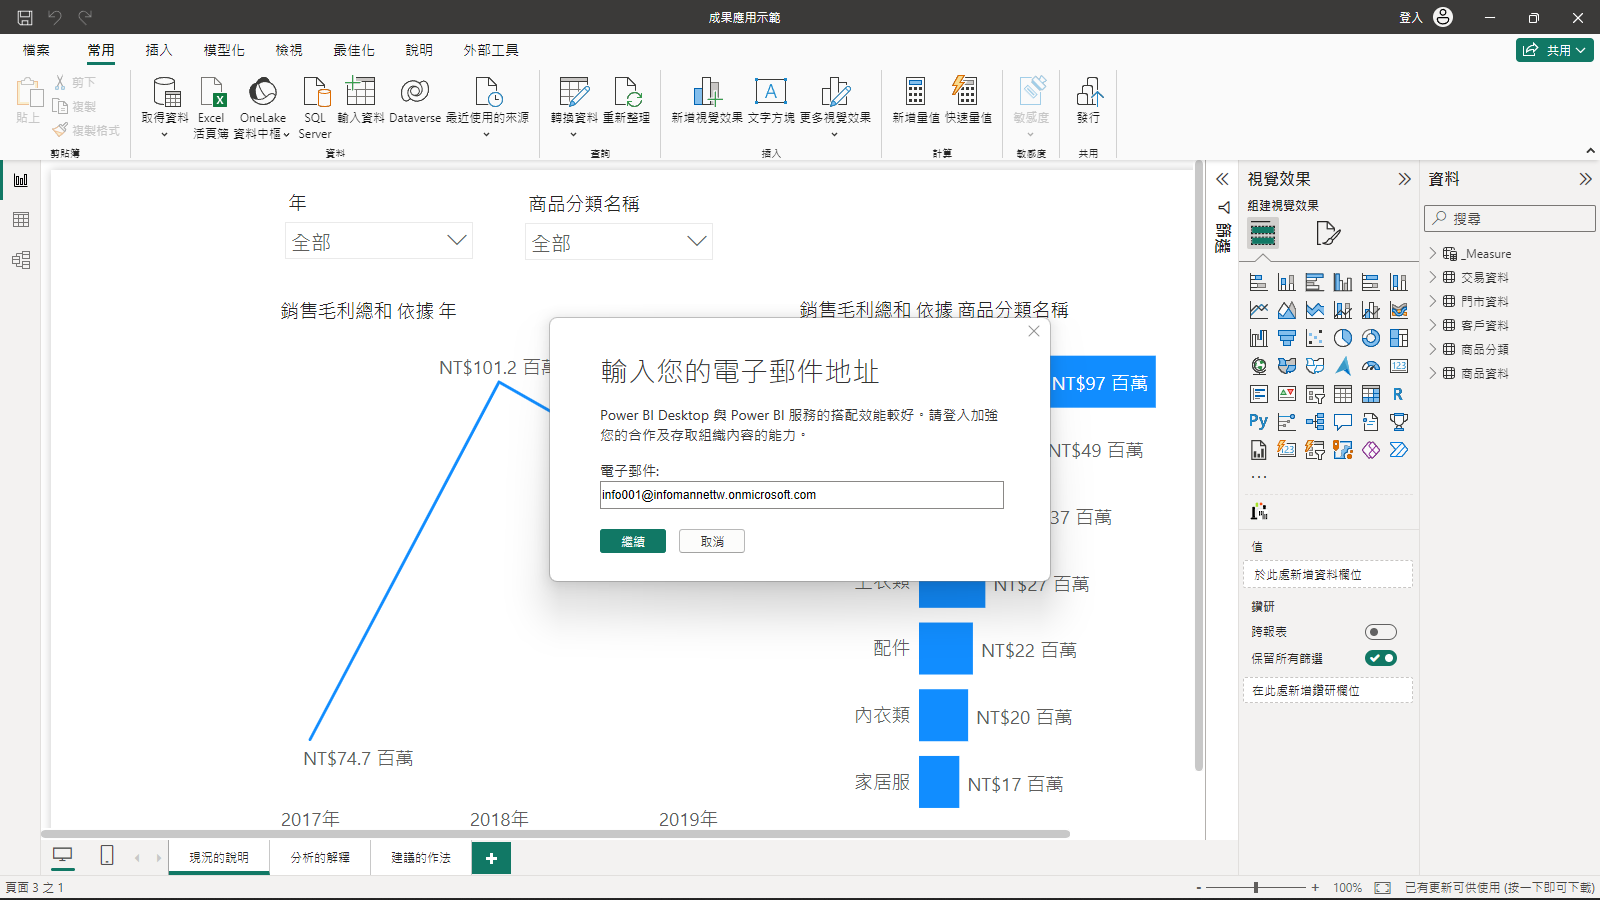 成果應用示範
登入
檔案 常用 插入 模型化 檢視 最佳化 說明 外部工具
共用
貼上
剪下
複製
複製格式
剪貼簿
取得資料
Excel 活頁簿
OneLake 資料中樞
SQL Server
輸入資料
Dataverse
最近使用的來源
資料
轉換資料
重新整理
查詢
新增視覺效果
文字方塊
更多視覺效果
插入
新增量值
快速量值
計算
敏感度
敏感度
發行
共用
年
全部
商品分類名稱
全部
銷售毛利總和 依據 年
NT$101.2 百萬
NT$74.7 百萬
2017年 2018年 2019年
銷售毛利總和 依據 商品分類名稱
NT$97 百萬
NT$49 百萬
37 百萬
上衣類 NT$27 百萬
配件 NT$22 百萬
內衣類 NT$20 百萬
家居服 NT$17 百萬
輸入您的電子郵件地址
Power BI Desktop 與 Power BI 服務的搭配效能較好。請登入加強
您的合作及存取組織內容的能力。
電子郵件:
info001@infomannettw.onmicrosoft.com
繼續 取消
篩選
視覺效果
組建視覺效果
123
R
Py
123
值
於此處新增資料欄位
鑽研
跨報表
保留所有篩選
在此處新增鑽研欄位
資料
搜尋
_Measure
交易資料
門市資料
客戶資料
商品分類
商品資料
現況的說明 分析的解釋 建議的作法
頁面 3 之 1
- + 100% 已有更新可供使用 (按一下即可下載)